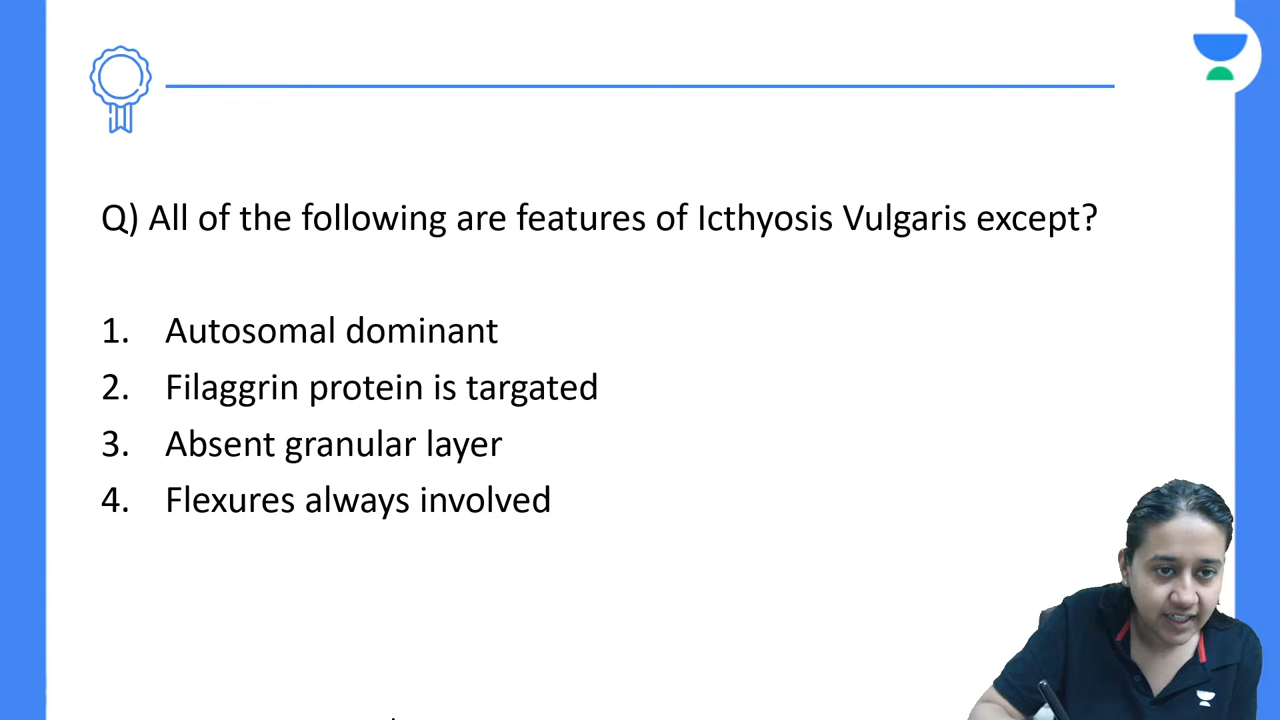 Q) All of the following are features of Icthyosis Vulgaris except?
1. Autosomal dominant
2. Filaggrin protein is targated
3. Absent granular layer
4. Flexures always involved